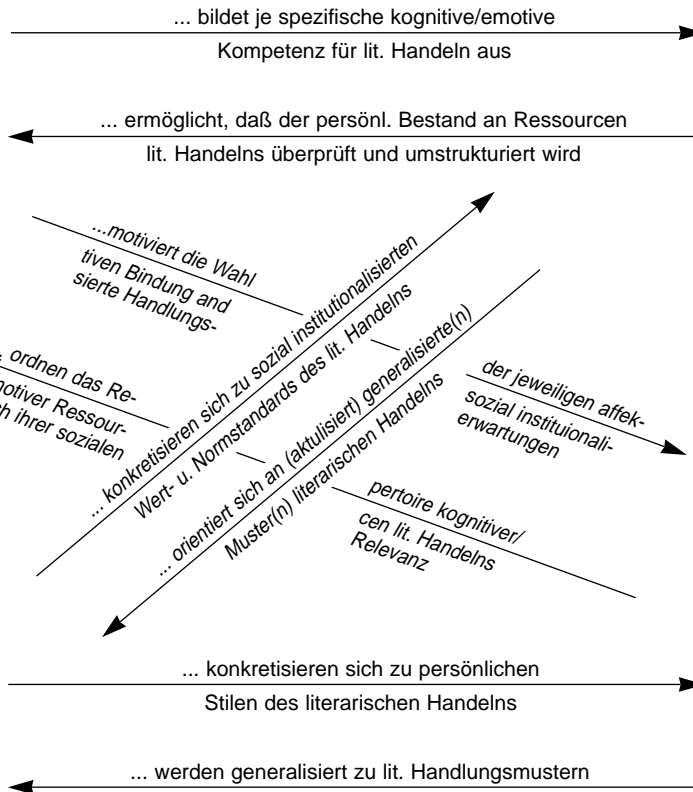 ... bildet je spezifische kognitive/emotive
Kompetenz für lit. Handeln aus
... ermöglicht, daß der persönl. Bestand an Ressourcen
lit. Handelns überprüft und umstrukturiert wird
...motiviert die Wahl
tiven Bindung and
sierte Handlungs-
... konkretisieren sich zu sozial institutionalisierten
Wert- u. Normstandards des lit. Handelns
ordnen das Re-
motiver Ressour-
ihrer sozialen
... orientiert sich an (aktulisiert) generalisierte(n)
Muster(n) literarischen Handelns
der jeweiligen affek-
sozial instituionali-
erwartungen
pertoire kognitiver/
cen lit. Handelns
Relevanz
... konkretisieren sich zu persönlichen
Stilen des literarischen Handelns
... werden generalisiert zu lit. Handlungsmustern